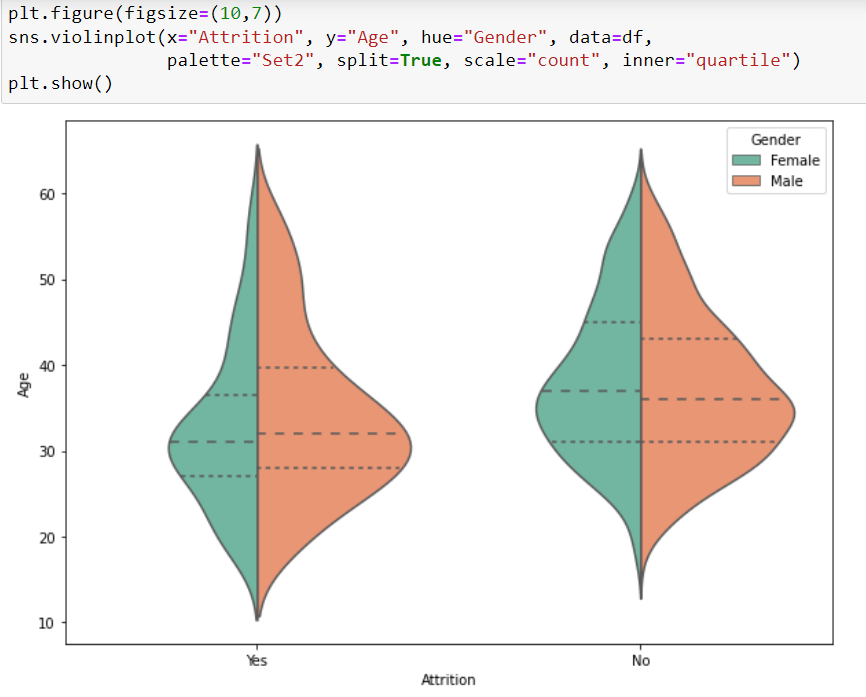 plt.figure(figsize=(10,7))
sns.violinplot(x="Attrition", y="Age", hue="Gender", data=df,
               palette="Set2", split=True, scale="count", inner="quartile")
plt.show()
Gender
Female
Male
60
50
40
30
20
10
Age
Yes
No
Attrition